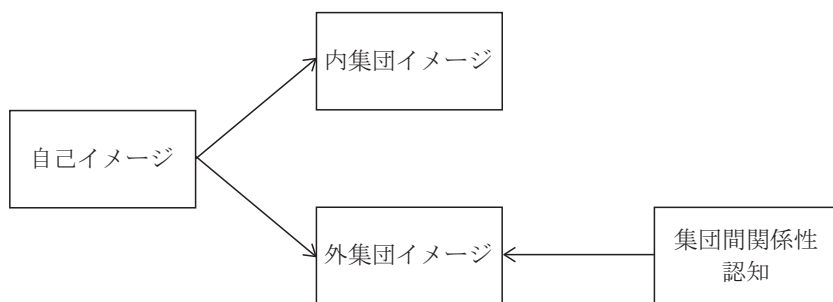 内集団イメージ
自己イメージ
外集団イメージ
集団間関係性
認知